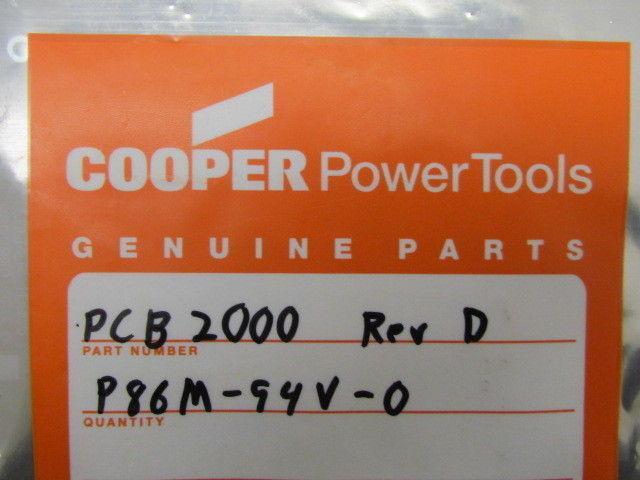 COOPER Power Tools
GENUINE PARTS
PCB 2000 Rev D
PART NUMBER
P86M-94V-0
QUANTITY